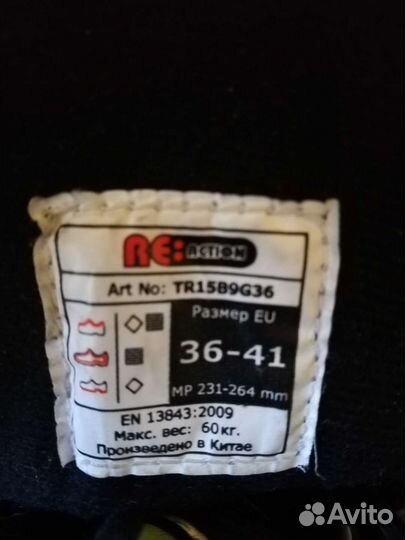 RE:ACTION
Art No: TR15B9G36
Размер EU
36-41
MP 231-264 mm
EN 13843:2009
Макс. вес: 60кг.
Произведено в Китае
Avito